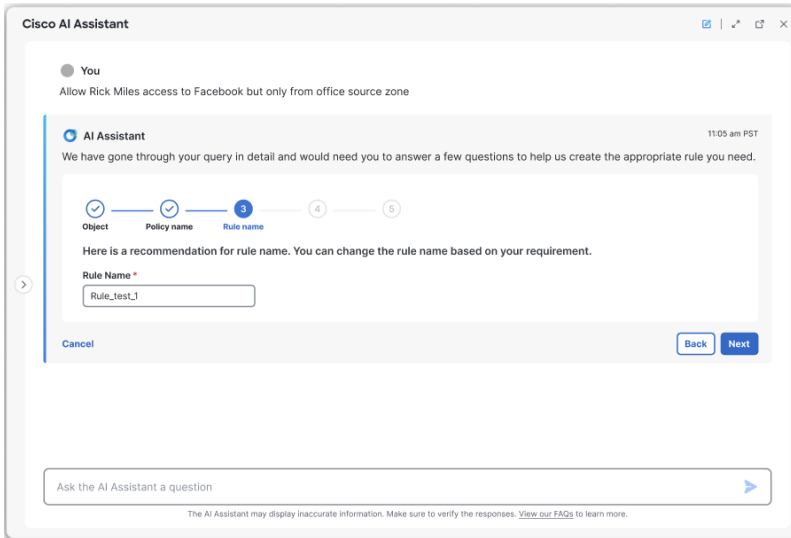 Cisco AI Assistant
You
Allow Rick Miles access to Facebook but only from office source zone
AI Assistant
11:05 am PST
We have gone through your query in detail and would need you to answer a few questions to help us create the appropriate rule you need.
3
4
5
Object
Policy name
Rule name
Here is a recommendation for rule name. You can change the rule name based on your requirement.
Rule Name *
Rule_test_1
Cancel
Back
Next
Ask the AI Assistant a question
The AI Assistant may display inaccurate information. Make sure to verify the responses. View our FAQs to learn more.